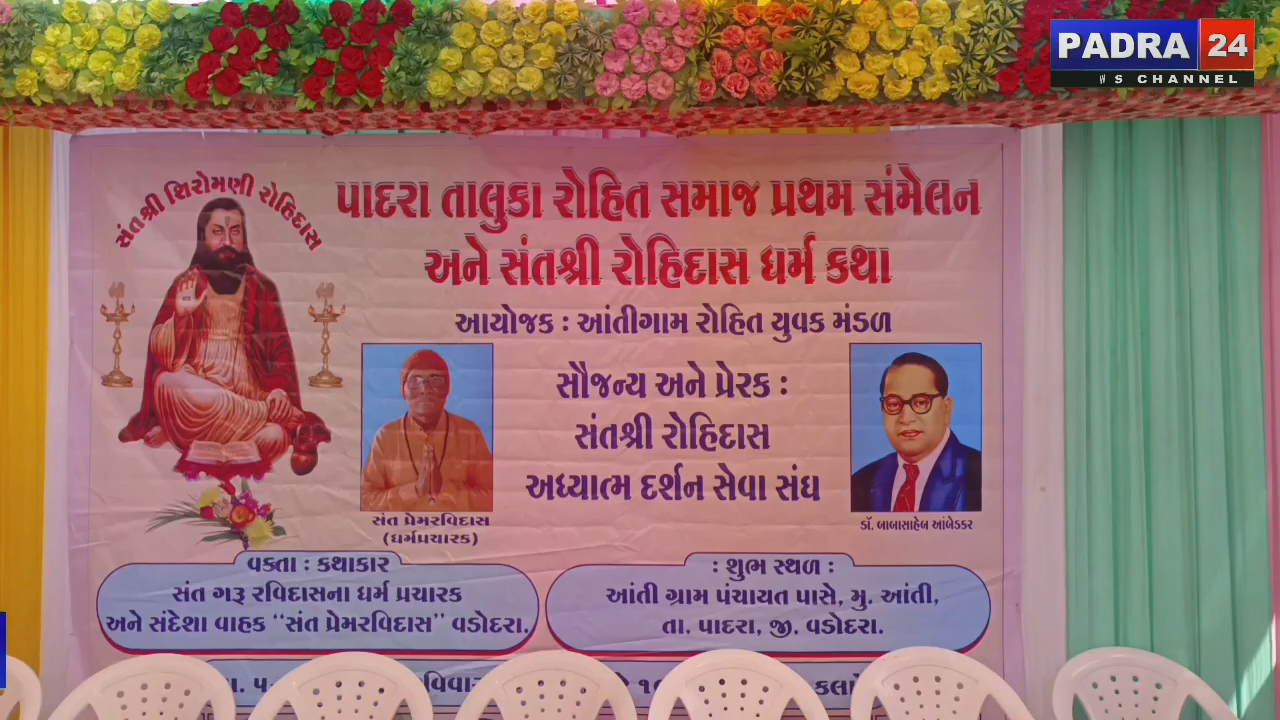 PADRA 24
NEWS CHANNEL
સંતશ્રી શિરોમણી રોહિદાસ
પાદરા તાલુકા રોહિત સમાજ પ્રથમ સંમેલન
અને સંતશ્રી રોહિદાસ ધર્મ કથા
આયોજક : આંતીગામ રોહિત યુવક મંડળ
સૌજન્ય અને પ્રેરક :
સંતશ્રી રોહિદાસ
અધ્યાત્મ દર્શન સેવા સંઘ
સંત પ્રેમરવિદાસ
(ધર્મપ્રચારક)
ડૉ. બાબાસાહેબ આંબેડકર
વક્તા : કથાકાર
સંત ગરૂ રવિદાસના ધર્મ પ્રચારક
અને સંદેશા વાહક “સંત પ્રેમરવિદાસ” વડોદરા.
: શુભ સ્થળ :
આંતી ગ્રામ પંચાયત પાસે, મુ. આંતી,
તા. પાદરા, જી. વડોદરા.